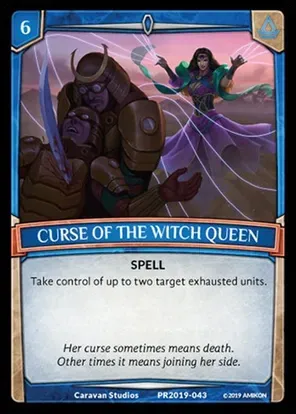 6
CURSE OF THE WITCH QUEEN
SPELL
Take control of up to two target exhausted units.
Her curse sometimes means death.
Other times it means joining her side.
Caravan Studios PR2019-043 ©2019 AMIKON